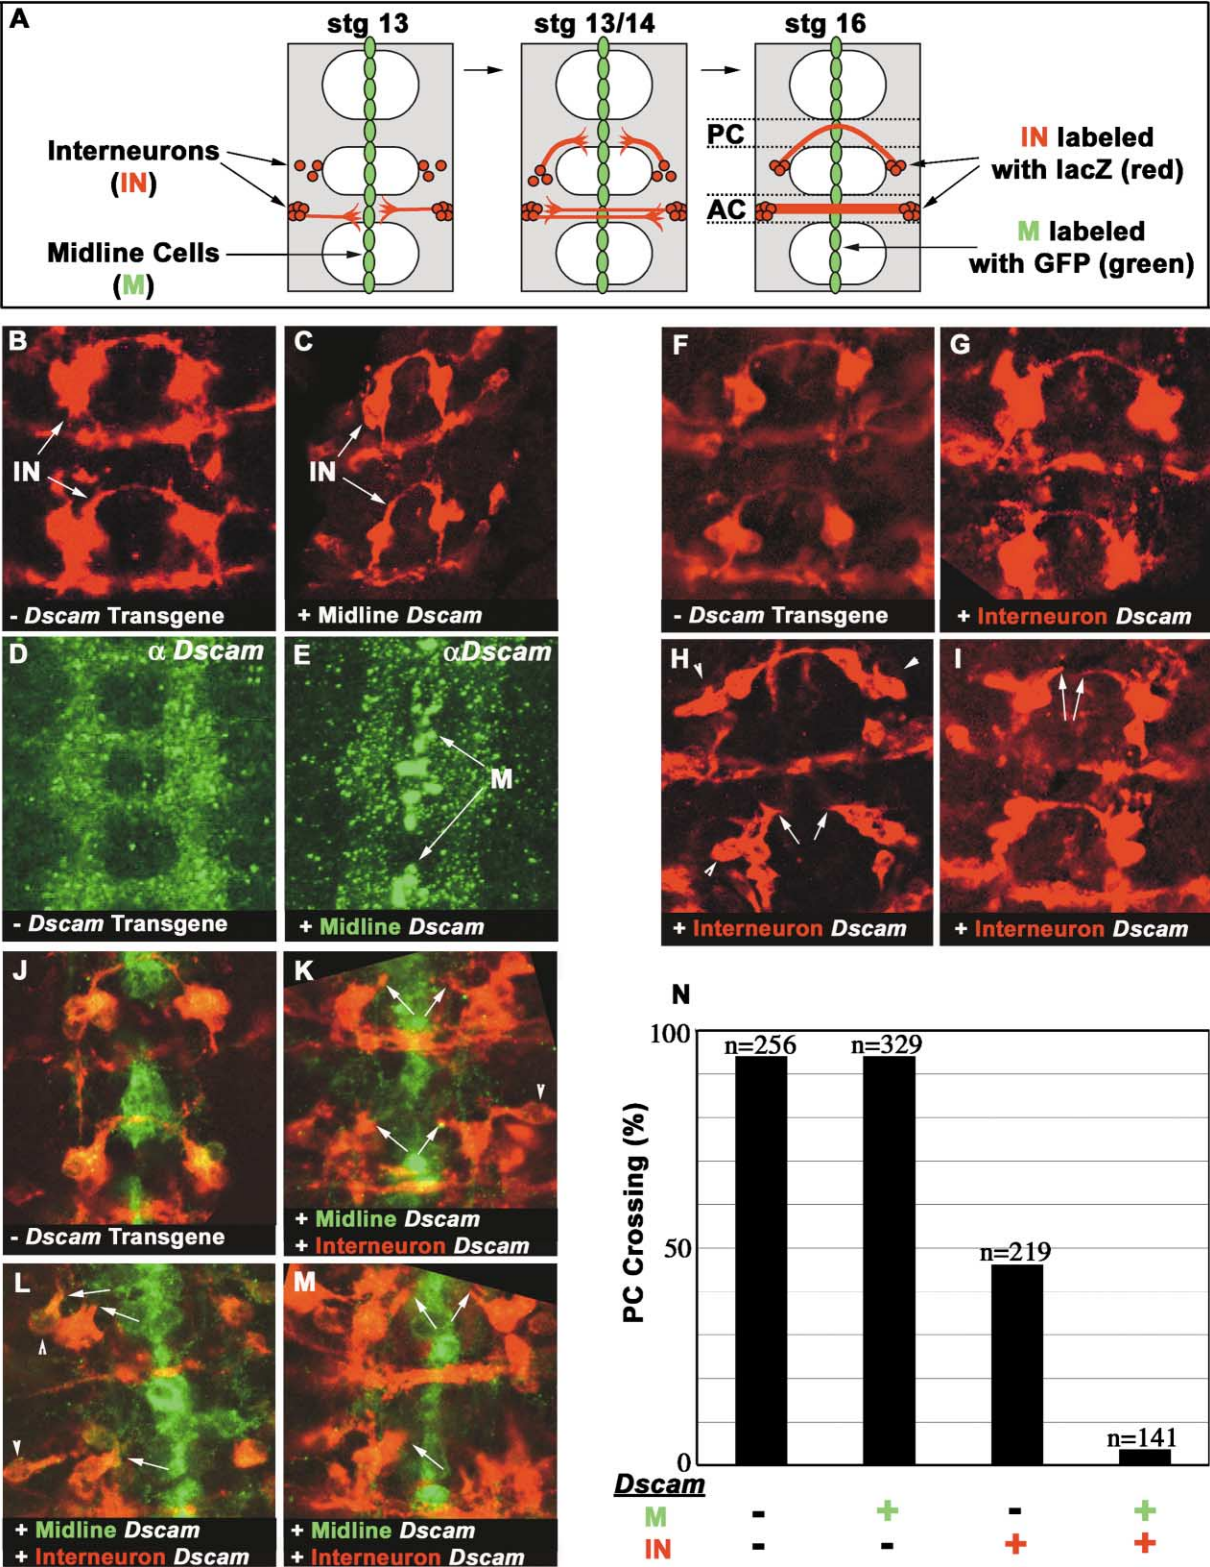 A
stg 13
stg 13/14
stg 16
Interneurons
(IN)
Midline Cells
(M)
PC
AC
IN labeled
with lacZ (red)
M labeled
with GFP (green)
B
IN
- Dscam Transgene
C
IN
+ Midline Dscam
D
α Dscam
- Dscam Transgene
E
αDscam
M
+ Midline Dscam
F
- Dscam Transgene
G
+ Interneuron Dscam
H
+ Interneuron Dscam
I
+ Interneuron Dscam
J
- Dscam Transgene
K
+ Midline Dscam
+ Interneuron Dscam
L
+ Midline Dscam
+ Interneuron Dscam
M
+ Midline Dscam
+ Interneuron Dscam
N
PC Crossing (%)
100
50
0
n=256
n=329
n=219
n=141
Dscam
M - + - +
IN - - + +